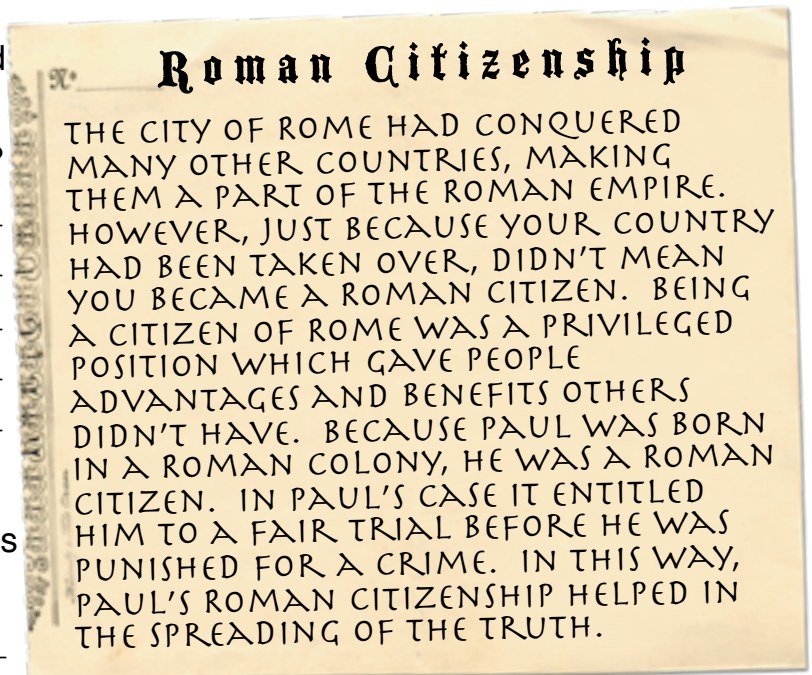 Roman Citizenship
Nº
THE CITY OF ROME HAD CONQUERED
MANY OTHER COUNTRIES, MAKING
THEM A PART OF THE ROMAN EMPIRE.
HOWEVER, JUST BECAUSE YOUR COUNTRY
HAD BEEN TAKEN OVER, DIDN'T MEAN
YOU BECAME A ROMAN CITIZEN. BEING
A CITIZEN OF ROME WAS A PRIVILEGED
POSITION WHICH GAVE PEOPLE
ADVANTAGES AND BENEFITS OTHERS
DIDN'T HAVE. BECAUSE PAUL WAS BORN
IN A ROMAN COLONY, HE WAS A ROMAN
CITIZEN. IN PAUL'S CASE IT ENTITLED
HIM TO A FAIR TRIAL BEFORE HE WAS
PUNISHED FOR A CRIME. IN THIS WAY,
PAUL'S ROMAN CITIZENSHIP HELPED IN
THE SPREADING OF THE TRUTH.